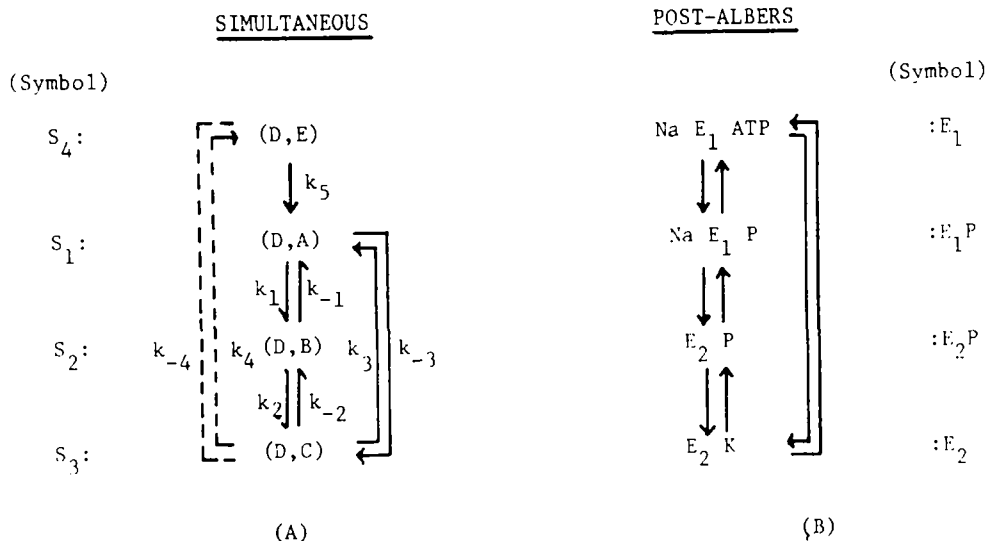 SIMULTANEOUS POST-ALBERS
(Symbol) (Symbol)
S4: (D,E) Na E1 ATP :E1
k5
S1: (D,A) Na E1 P :E1P
k1 k-1
S2: k-4 k4 (D,B) k3 k-3 E2 P :E2P
k2 k-2
S3: (D,C) E2 K :E2
(A) (B)